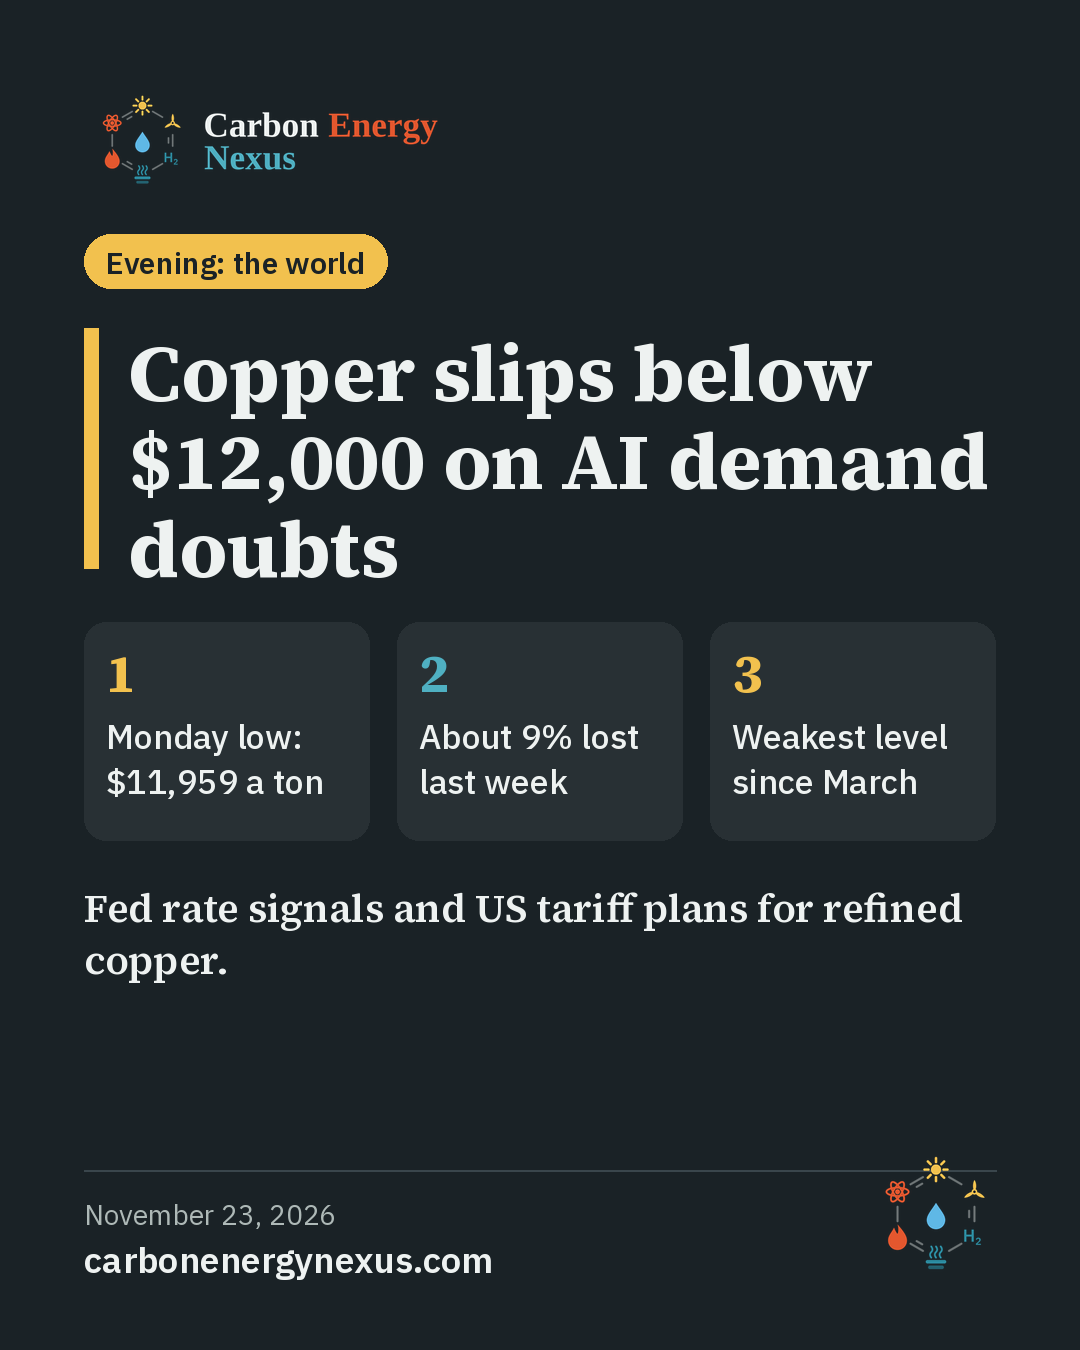 Carbon Energy
Nexus
Evening: the world
Copper slips below
$12,000 on AI demand
doubts
1
Monday low:
$11,959 a ton
2
About 9% lost
last week
3
Weakest level
since March
Fed rate signals and US tariff plans for refined
copper.
November 23, 2026
carbonenergynexus.com
H₂
H₂